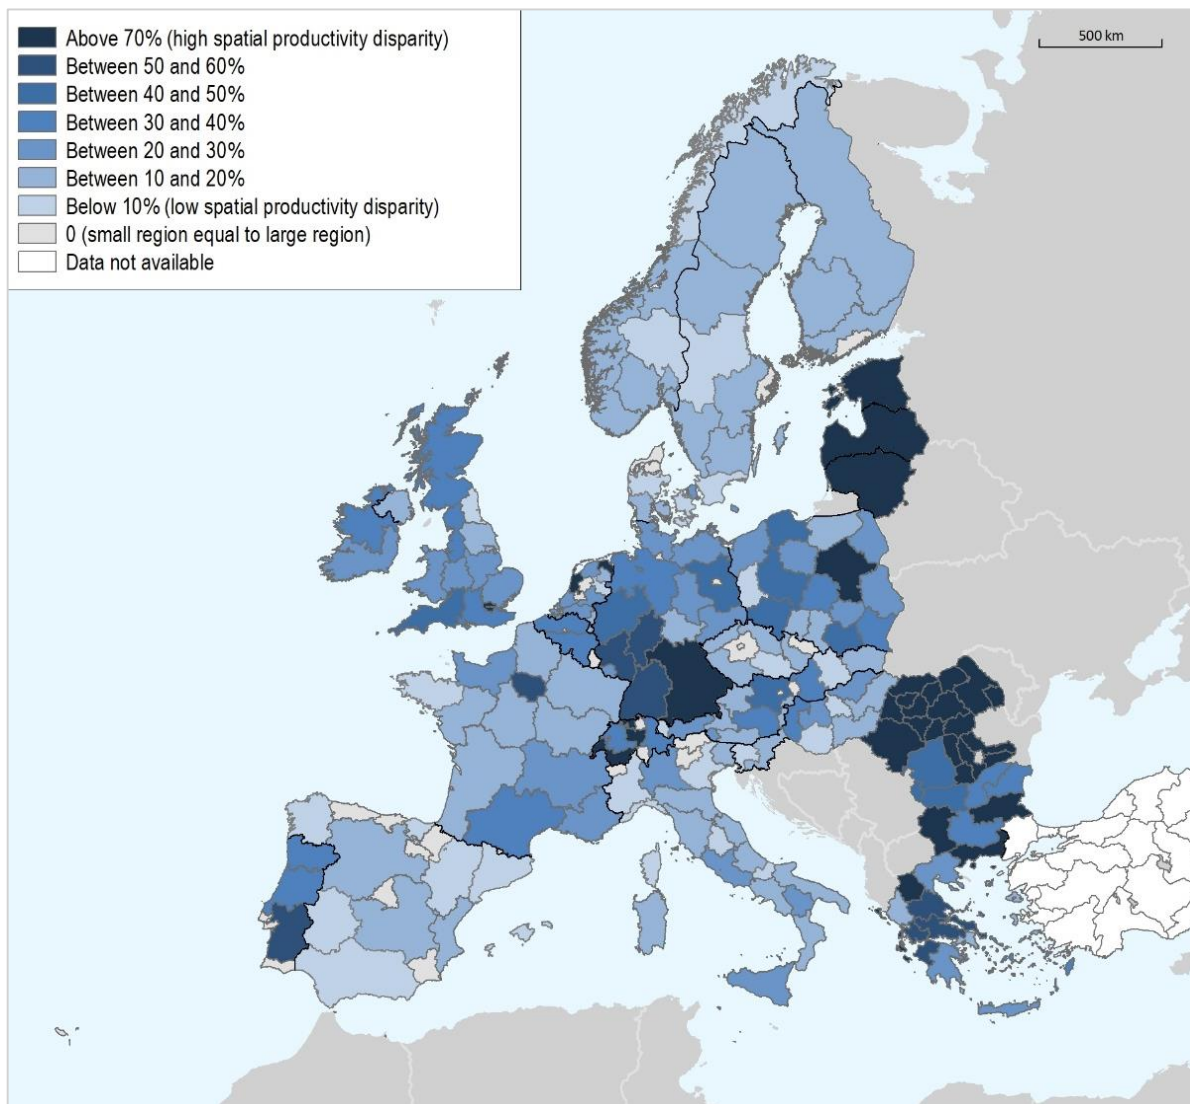 Above 70% (high spatial productivity disparity)
Between 50 and 60%
Between 40 and 50%
Between 30 and 40%
Between 20 and 30%
Between 10 and 20%
Below 10% (low spatial productivity disparity)
0 (small region equal to large region)
Data not available
500 km